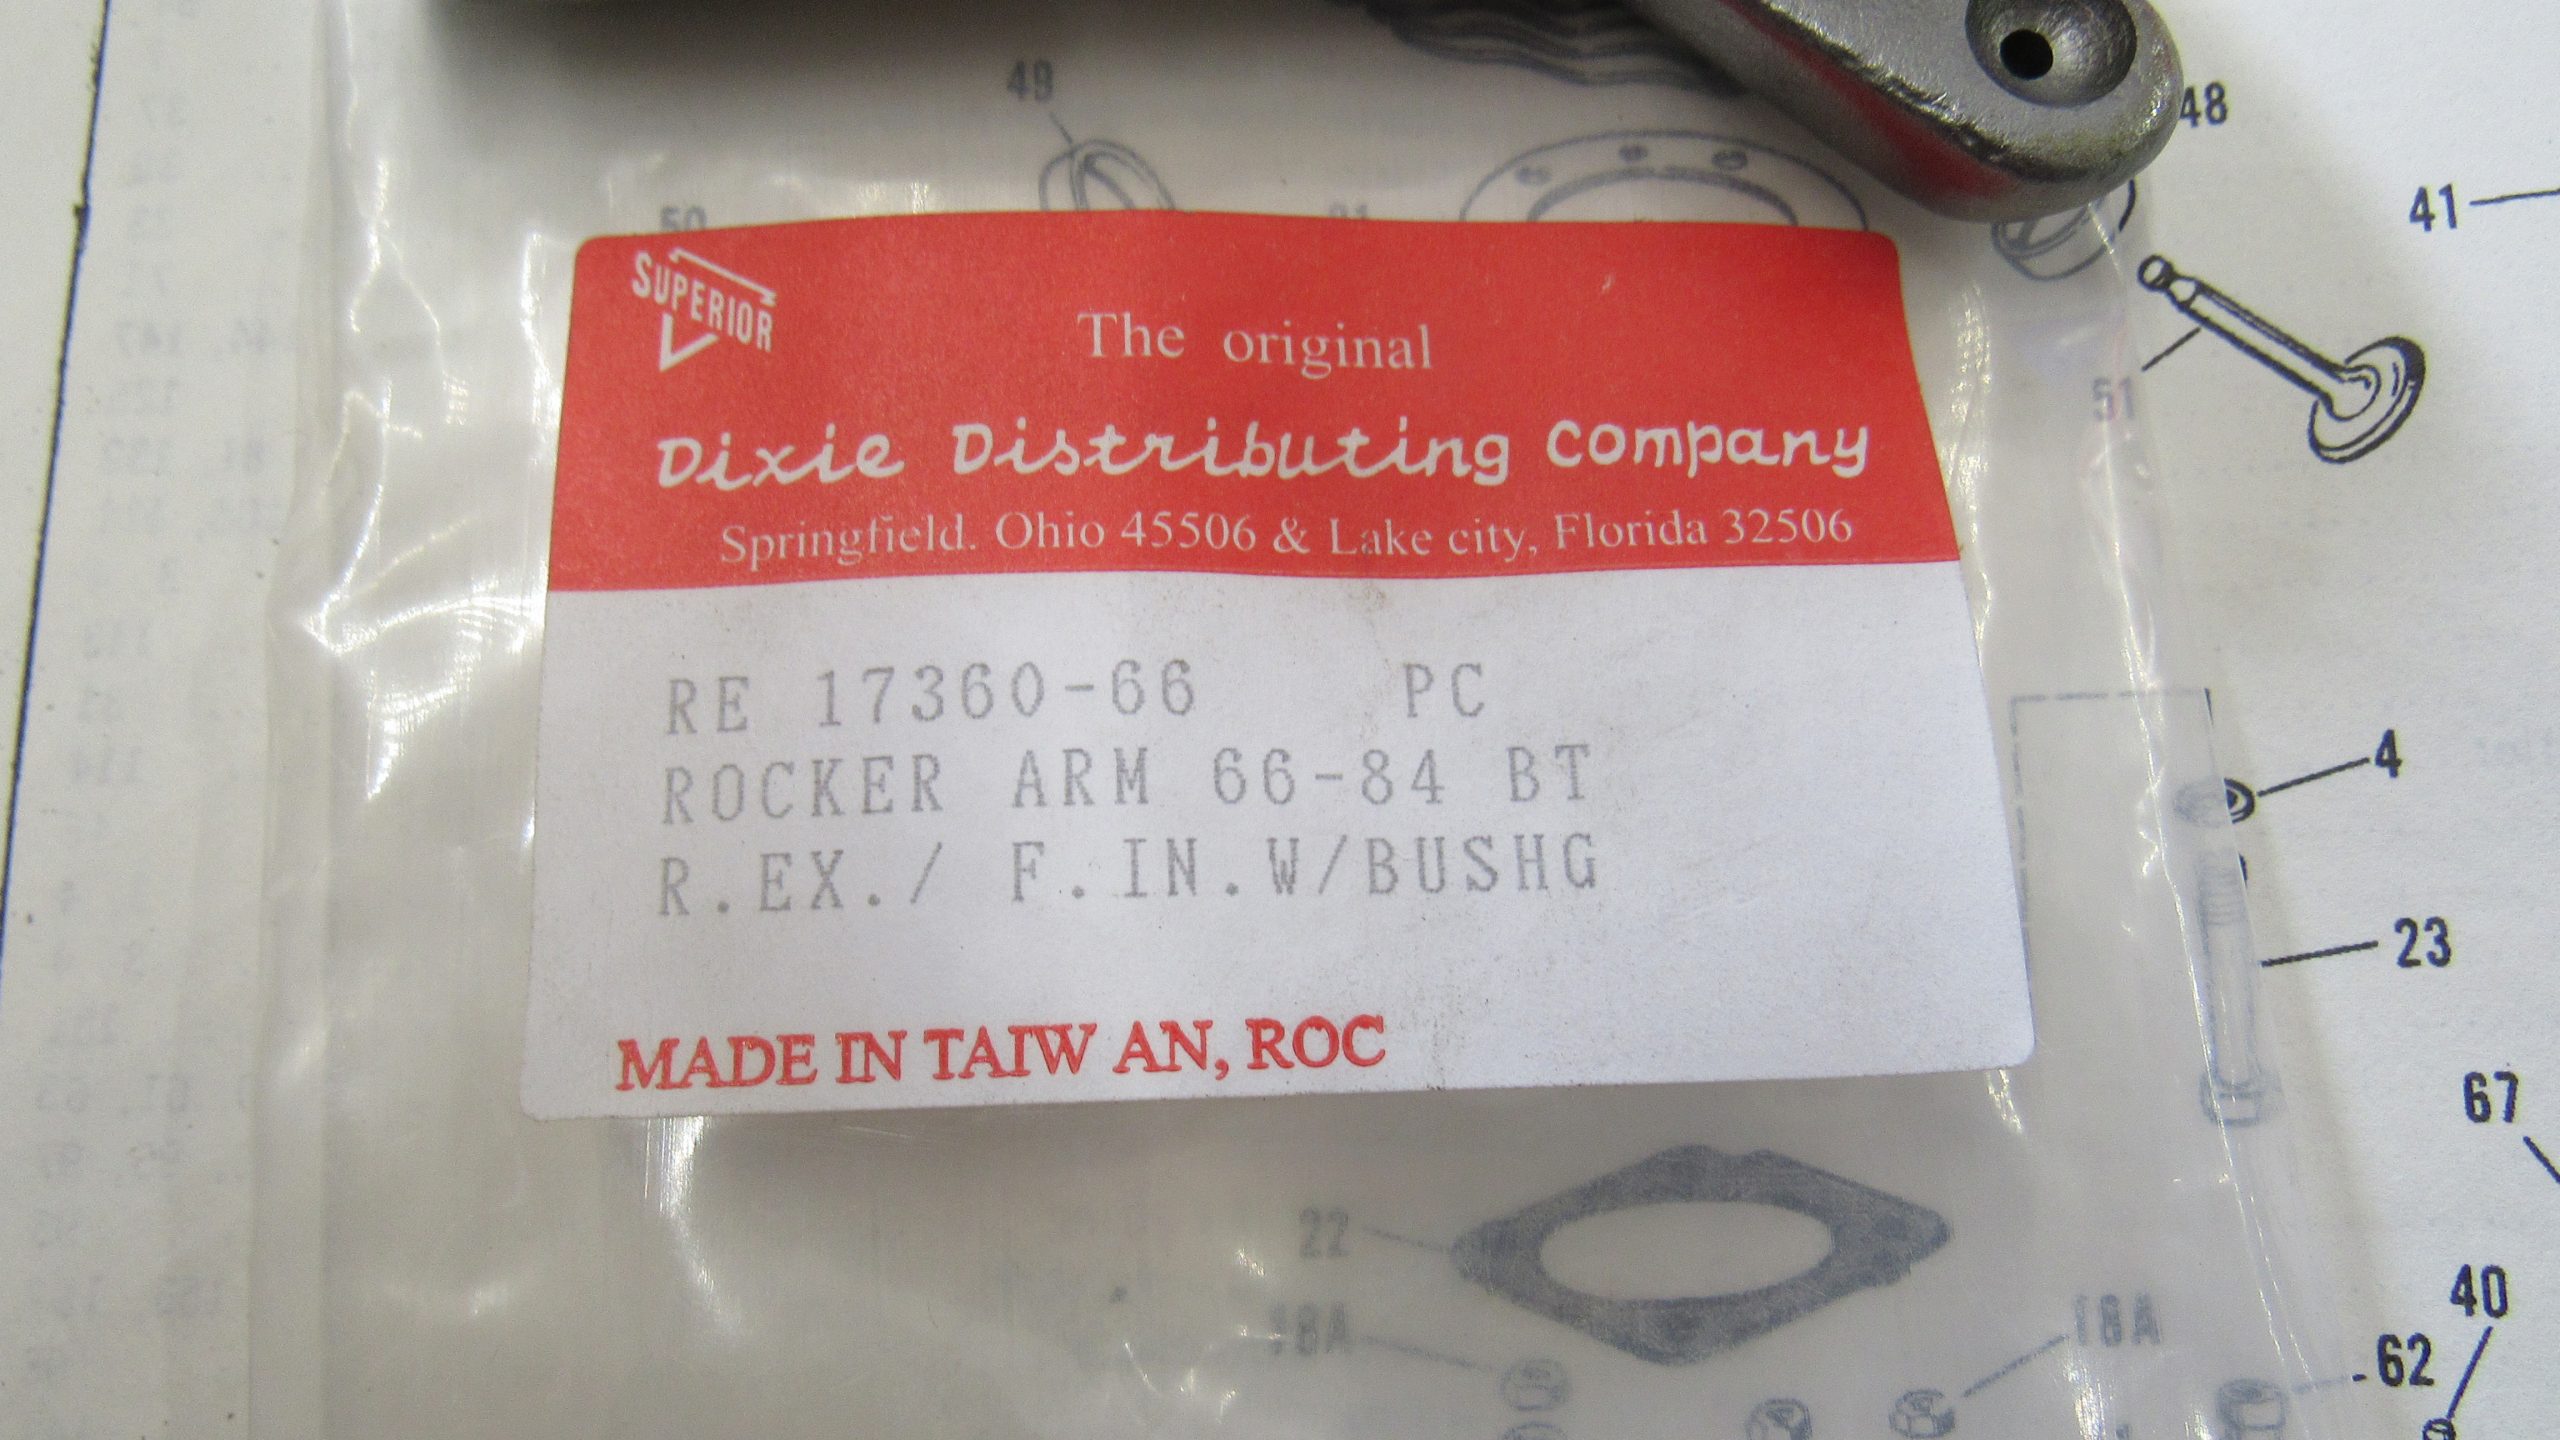 49
48
41
50
51
SUPERIOR
The original
Dixie Distributing Company
Springfield. Ohio 45506 & Lake city, Florida 32506
RE 17360-66 PC
ROCKER ARM 66-84 BT
R.EX./ F.IN.W/BUSHG
MADE IN TAIW AN, ROC
4
23
67
22
18A
18A
40
62